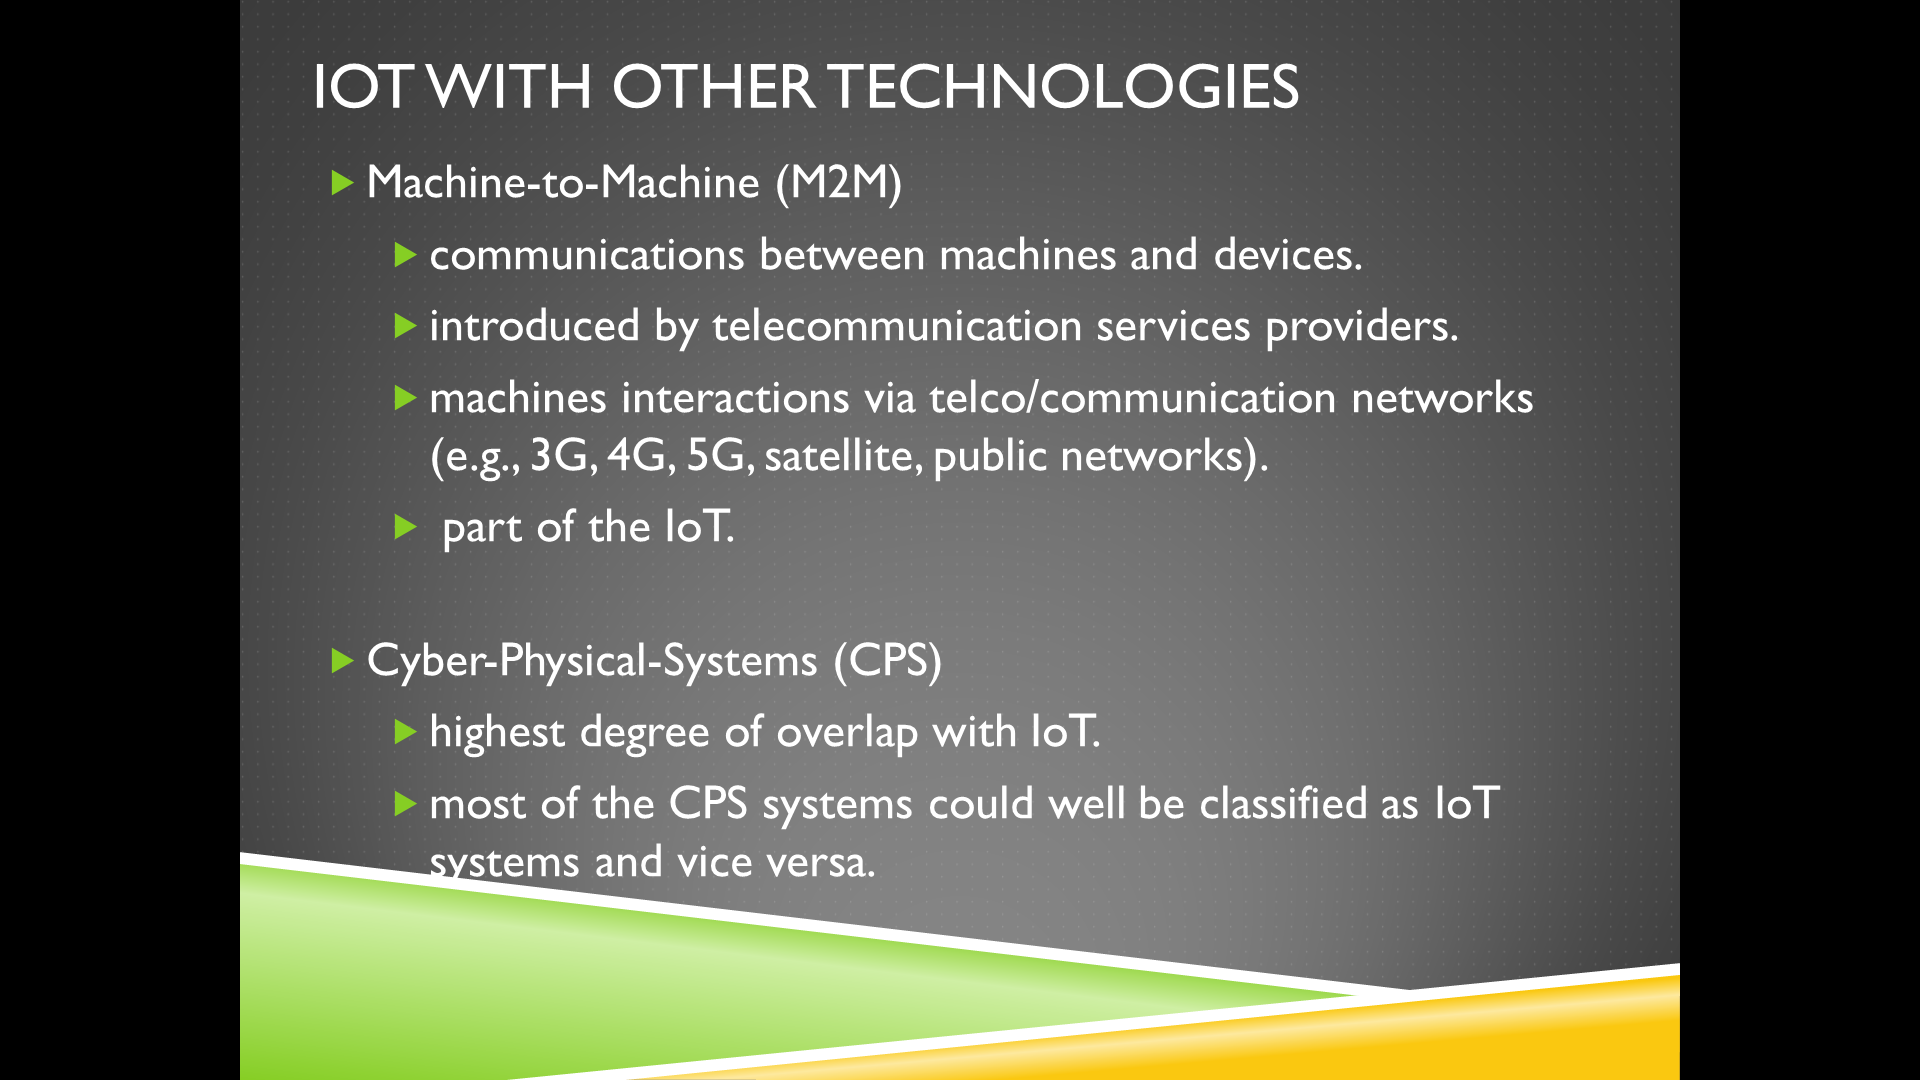 IOT WITH OTHER TECHNOLOGIES
Machine-to-Machine (M2M)
communications between machines and devices.
introduced by telecommunication services providers.
machines interactions via telco/communication networks
(e.g., 3G, 4G, 5G, satellite, public networks).
part of the IoT.
Cyber-Physical-Systems (CPS)
highest degree of overlap with IoT.
most of the CPS systems could well be classified as IoT
systems and vice versa.